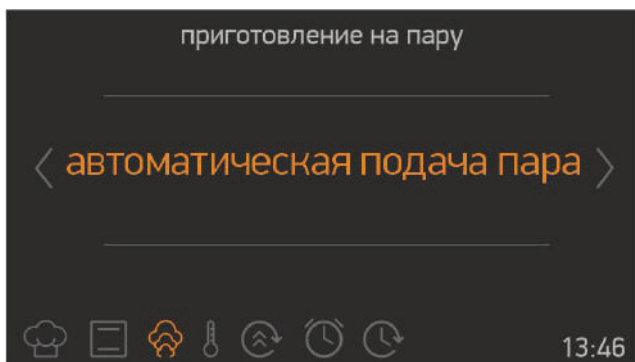 приготовление на пару
автоматическая подача пара
13:46